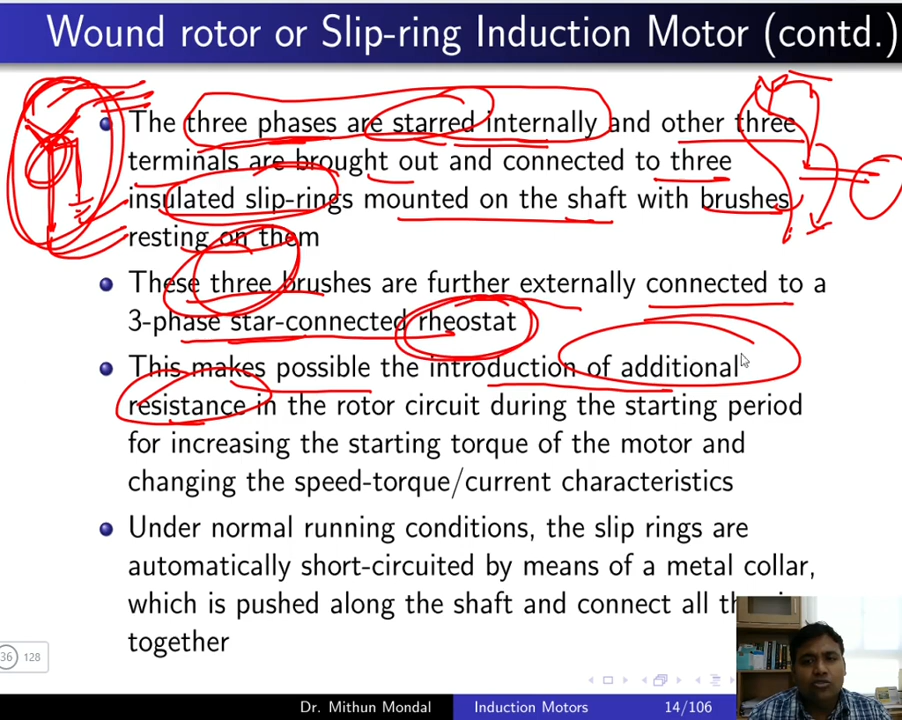 Wound rotor or Slip-ring Induction Motor (contd.)
The three phases are starred internally and other three
terminals are brought out and connected to three
insulated slip-rings mounted on the shaft with brushes
resting on them
These three brushes are further externally connected to a
3-phase star-connected rheostat
This makes possible the introduction of additional
resistance in the rotor circuit during the starting period
for increasing the starting torque of the motor and
changing the speed-torque/current characteristics
Under normal running conditions, the slip rings are
automatically short-circuited by means of a metal collar,
which is pushed along the shaft and connect all
together
36 128
Dr. Mithun Mondal Induction Motors 14/106